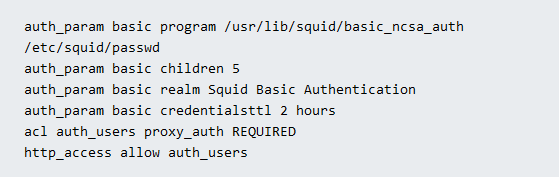 auth_param basic program /usr/lib/squid/basic_ncsa_auth
/etc/squid/passwd
auth_param basic children 5
auth_param basic realm Squid Basic Authentication
auth_param basic credentialsttl 2 hours
acl auth_users proxy_auth REQUIRED
http_access allow auth_users